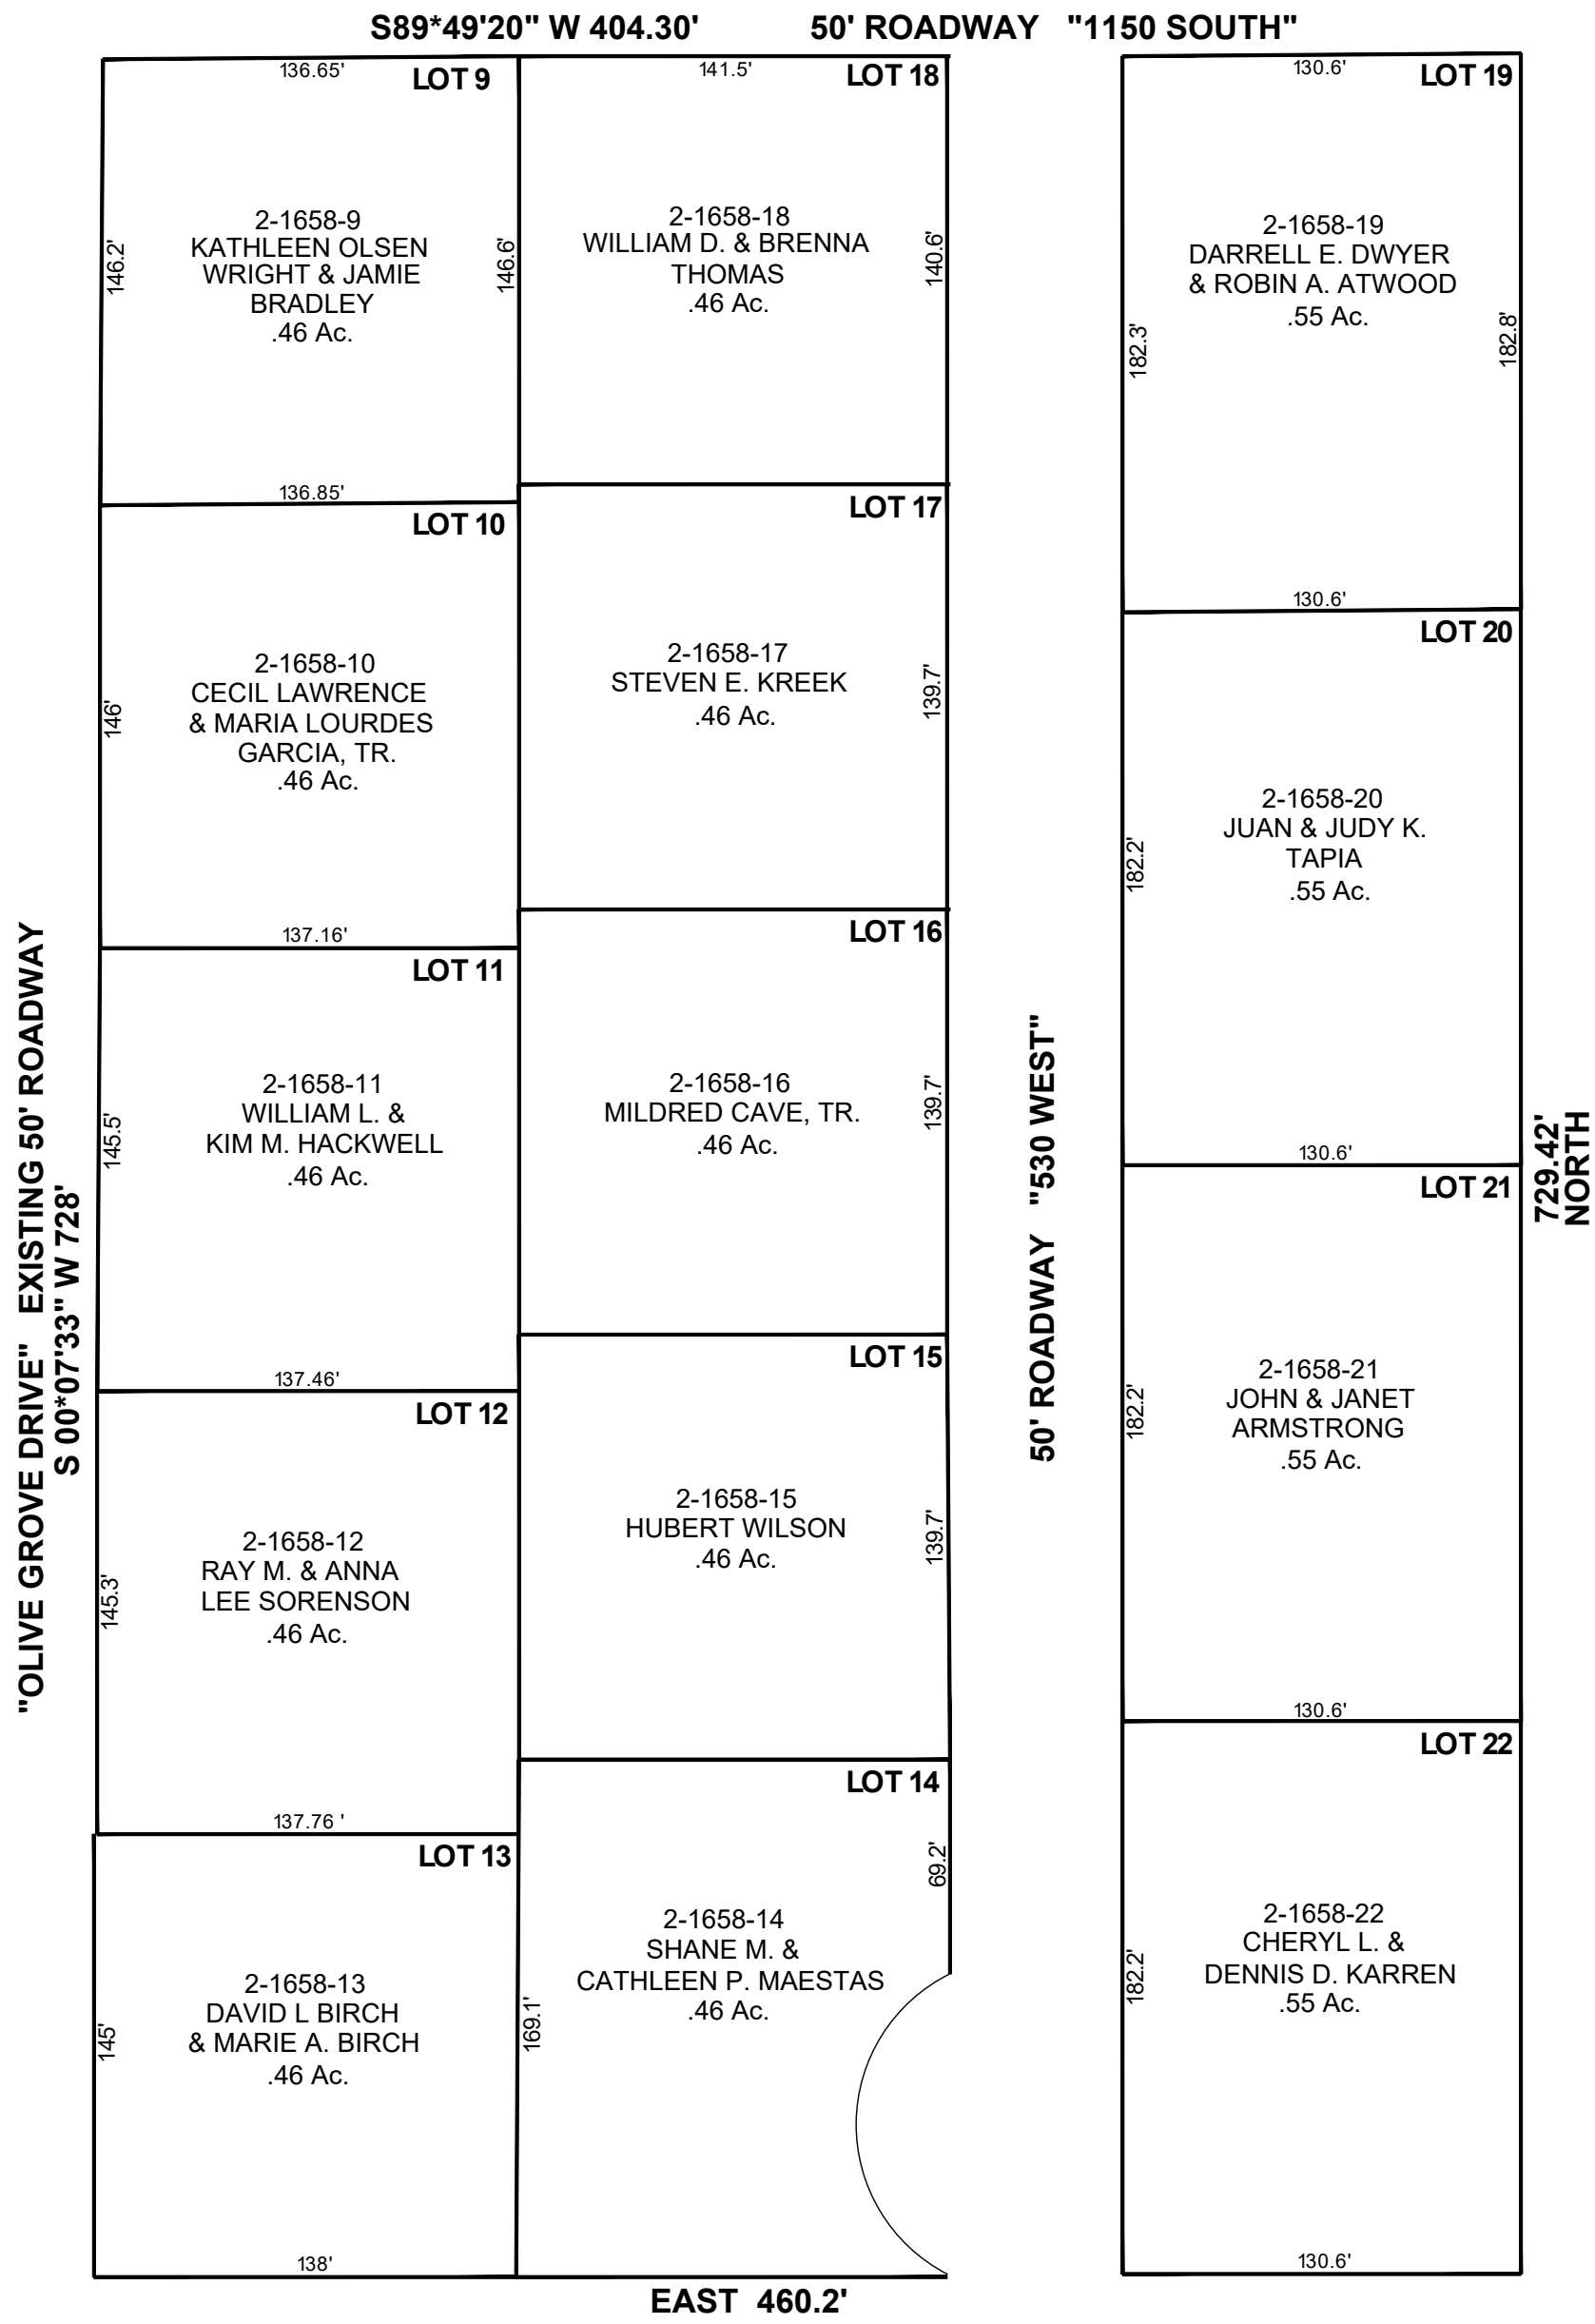 S89*49'20" W 404.30' 50' ROADWAY "1150 SOUTH"
136.65'
LOT 9
141.5'
LOT 18
130.6'
LOT 19
146.2'
2-1658-9
KATHLEEN OLSEN
WRIGHT & JAMIE
BRADLEY
.46 Ac.
146.6'
2-1658-18
WILLIAM D. & BRENNA
THOMAS
.46 Ac.
140.6'
182.3'
2-1658-19
DARRELL E. DWYER
& ROBIN A. ATWOOD
.55 Ac.
182.8'
136.85'
LOT 10
LOT 17
130.6'
LOT 20
146'
2-1658-10
CECIL LAWRENCE
& MARIA LOURDES
GARCIA, TR.
.46 Ac.
2-1658-17
STEVEN E. KREEK
.46 Ac.
139.7'
182.2'
2-1658-20
JUAN & JUDY K.
TAPIA
.55 Ac.
137.16'
LOT 11
LOT 16
"OLIVE GROVE DRIVE" EXISTING 50' ROADWAY
S 00*07'33" W 728'
145.5'
2-1658-11
WILLIAM L. &
KIM M. HACKWELL
.46 Ac.
2-1658-16
MILDRED CAVE, TR.
.46 Ac.
139.7'
50' ROADWAY "530 WEST"
130.6'
LOT 21
729.42'
NORTH
137.46'
LOT 12
LOT 15
182.2'
2-1658-21
JOHN & JANET
ARMSTRONG
.55 Ac.
145.3'
2-1658-12
RAY M. & ANNA
LEE SORENSON
.46 Ac.
2-1658-15
HUBERT WILSON
.46 Ac.
139.7'
130.6'
LOT 22
137.76 '
LOT 13
LOT 14
69.2'
145'
2-1658-13
DAVID L BIRCH
& MARIE A. BIRCH
.46 Ac.
169.1'
2-1658-14
SHANE M. &
CATHLEEN P. MAESTAS
.46 Ac.
182.2'
2-1658-22
CHERYL L. &
DENNIS D. KARREN
.55 Ac.
138'
130.6'
EAST 460.2'